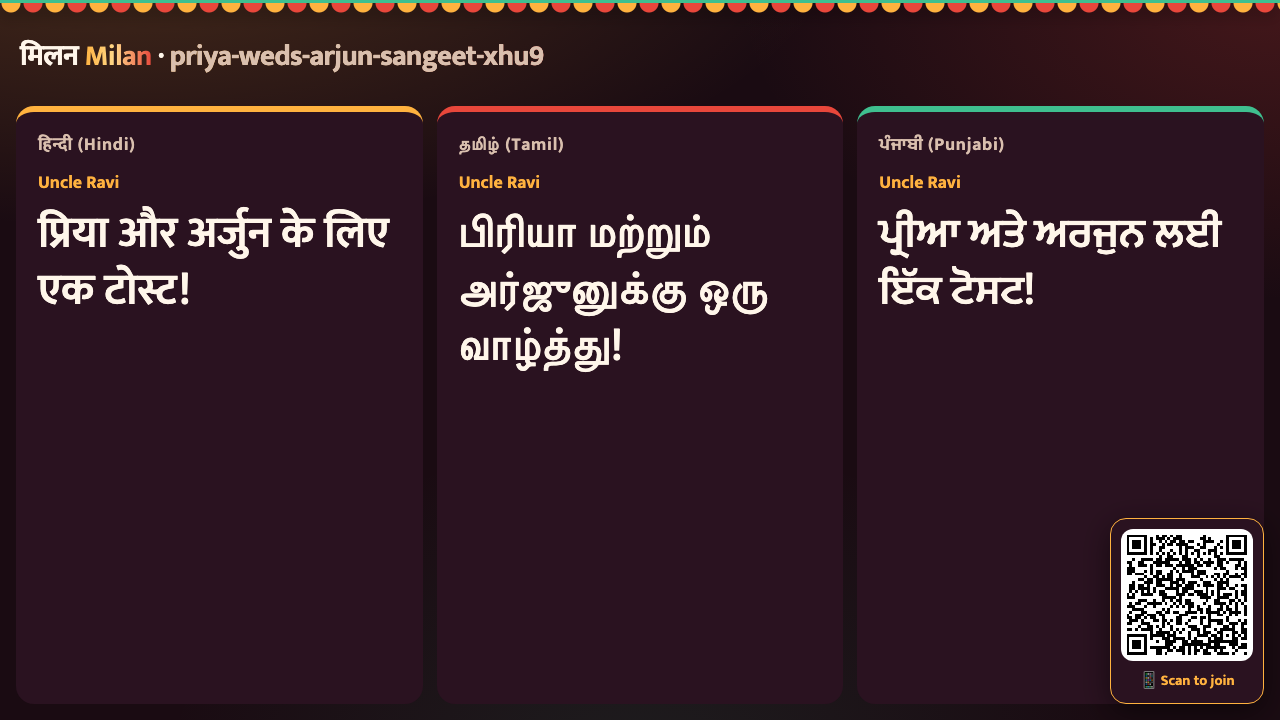 मिलन Milan · priya-weds-arjun-sangeet-xhu9
हिन्दी (Hindi)
Uncle Ravi
प्रिया और अर्जुन के लिए
एक टोस्ट!
தமிழ் (Tamil)
Uncle Ravi
பிரியா மற்றும்
அர்ஜுனுக்கு ஒரு
வாழ்த்து!
ਪੰਜਾਬੀ (Punjabi)
Uncle Ravi
ਪ੍ਰੀਆ ਅਤੇ ਅਰਜੁਨ ਲਈ
ਇੱਕ ਟੋਸਟ!
📱 Scan to join